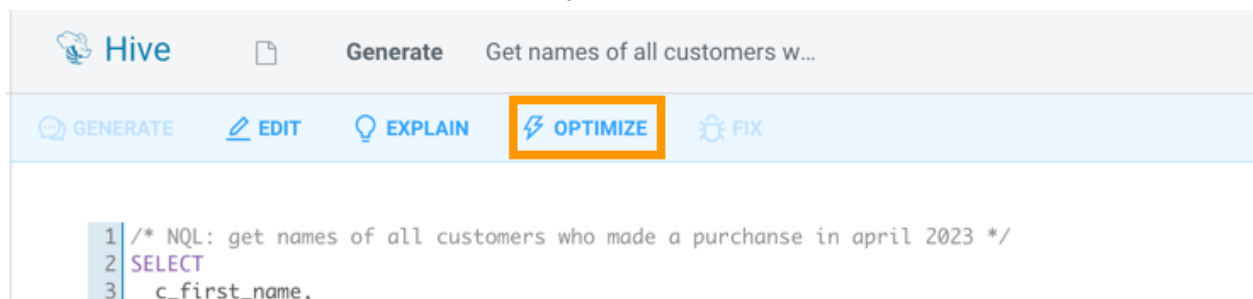 Hive Generate Get names of all customers w...
GENERATE EDIT EXPLAIN OPTIMIZE FIX
1 /* NQL: get names of all customers who made a purchanse in april 2023 */
2 SELECT
3 c_first_name,